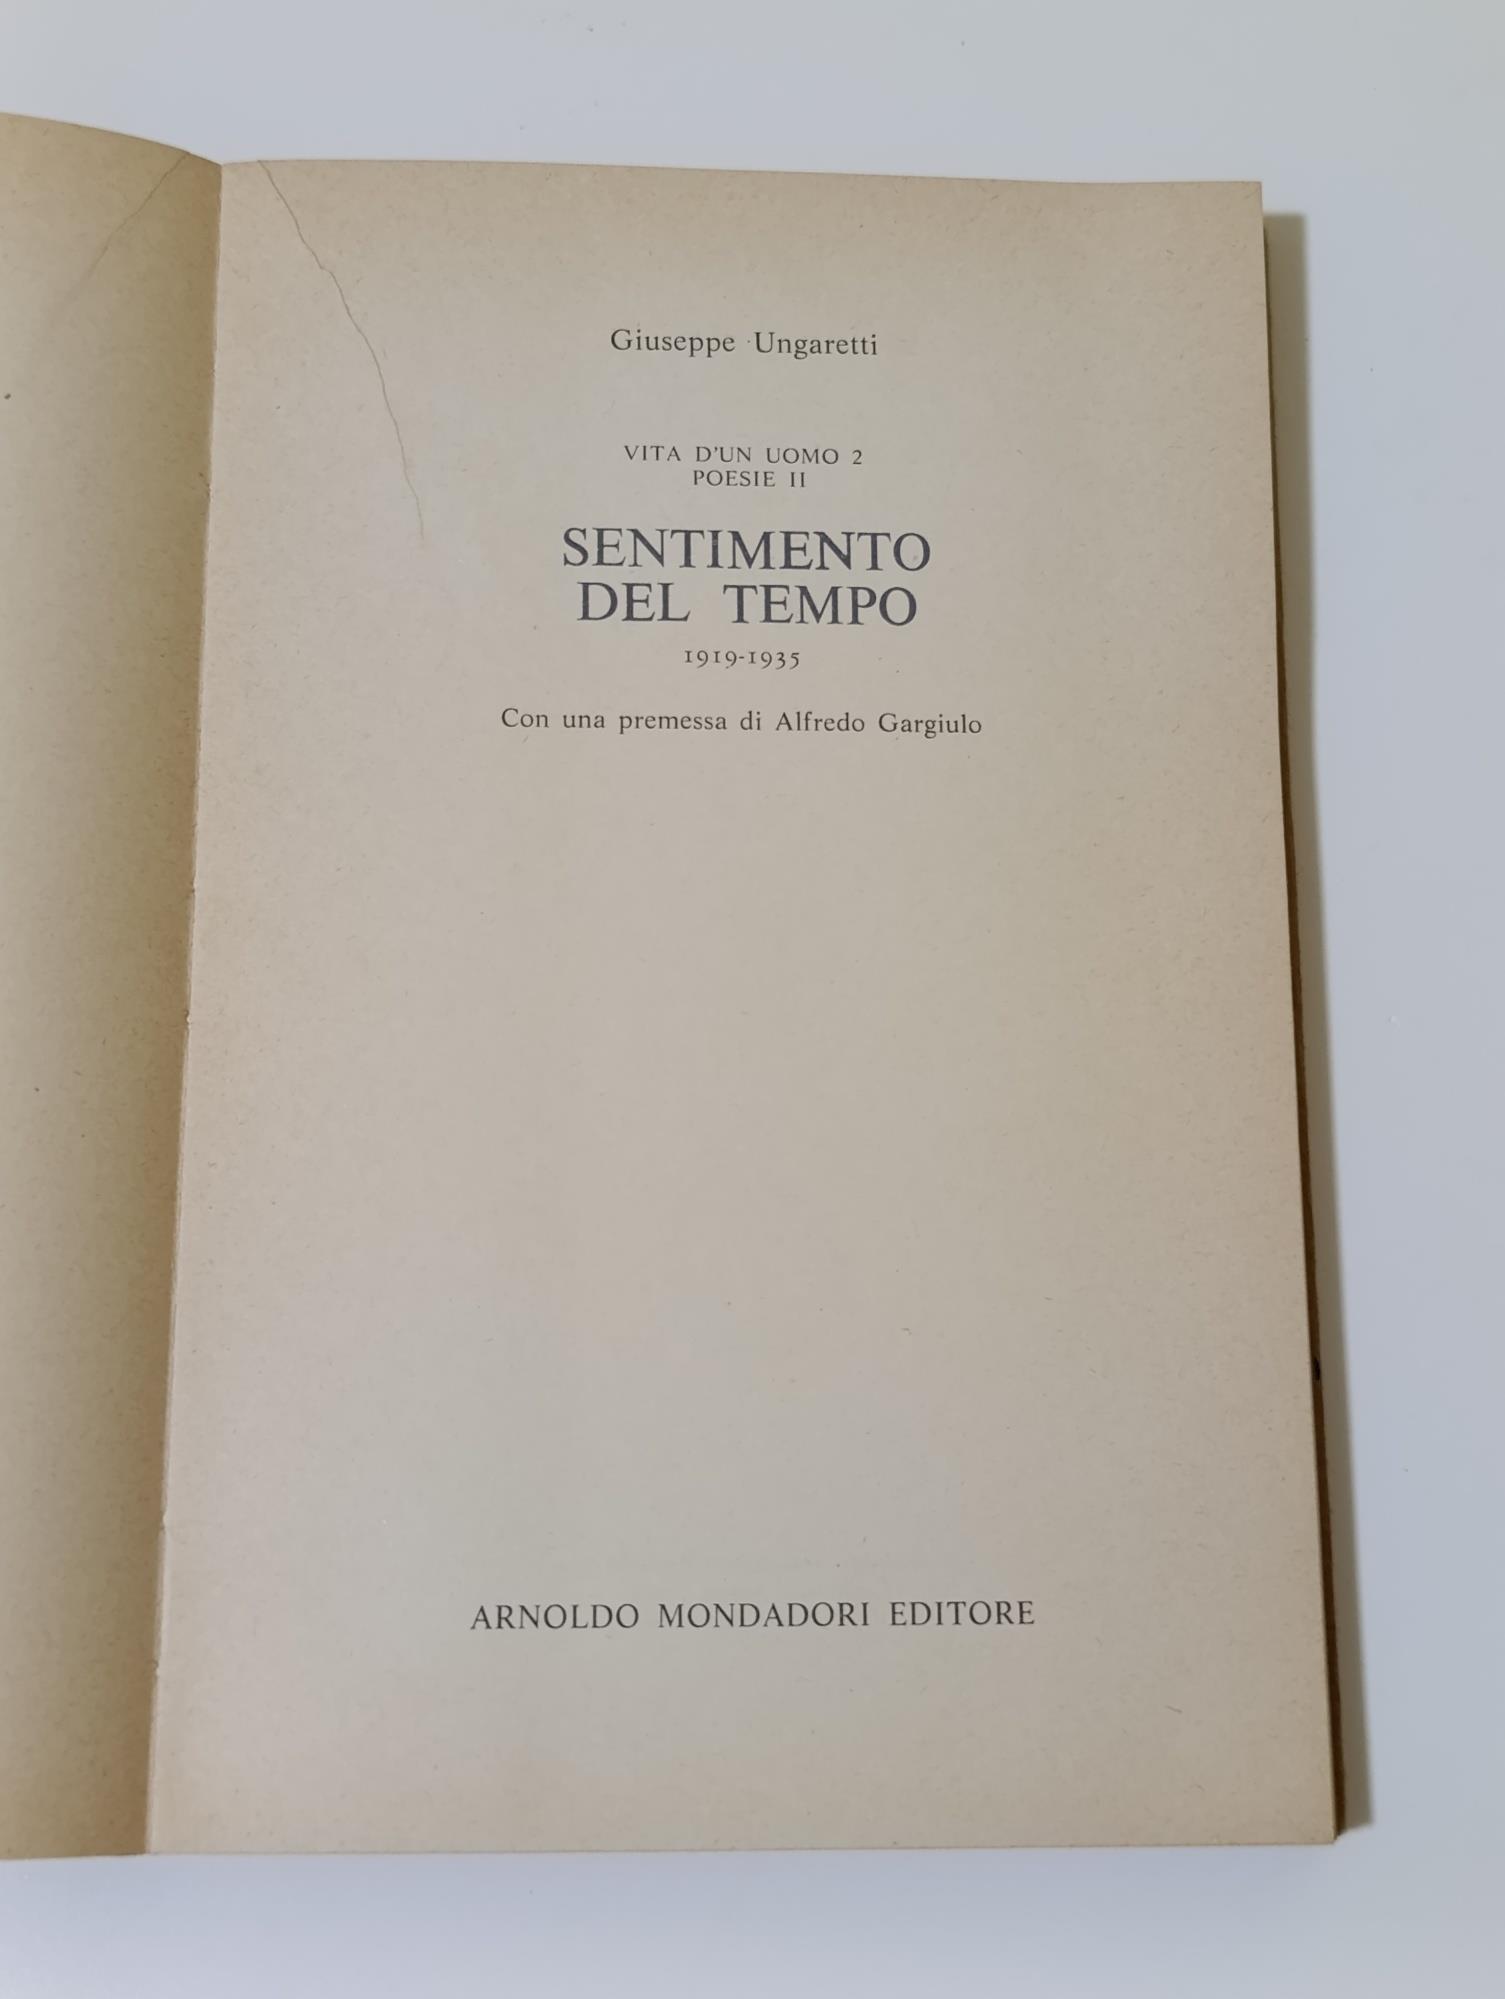 Giuseppe Ungaretti
VITA D'UN UOMO 2
POESIE II
SENTIMENTO
DEL TEMPO
1919-1935
Con una premessa di Alfredo Gargiulo
ARNOLDO MONDADORI EDITORE